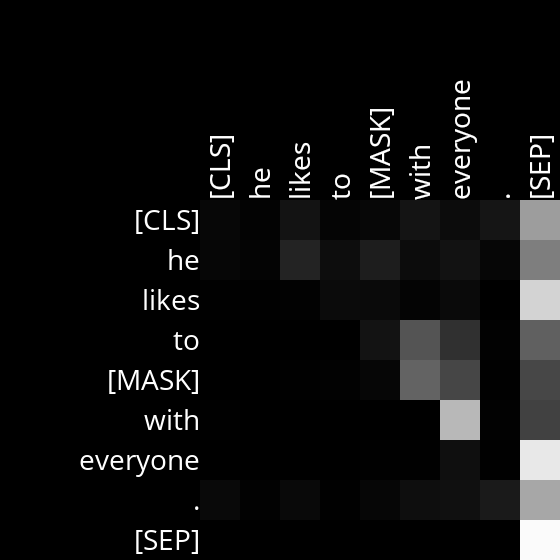 [CLS]
he
likes
to
[MASK]
with
everyone
.
[SEP]
[CLS]
he
likes
to
[MASK]
with
everyone
.
[SEP]